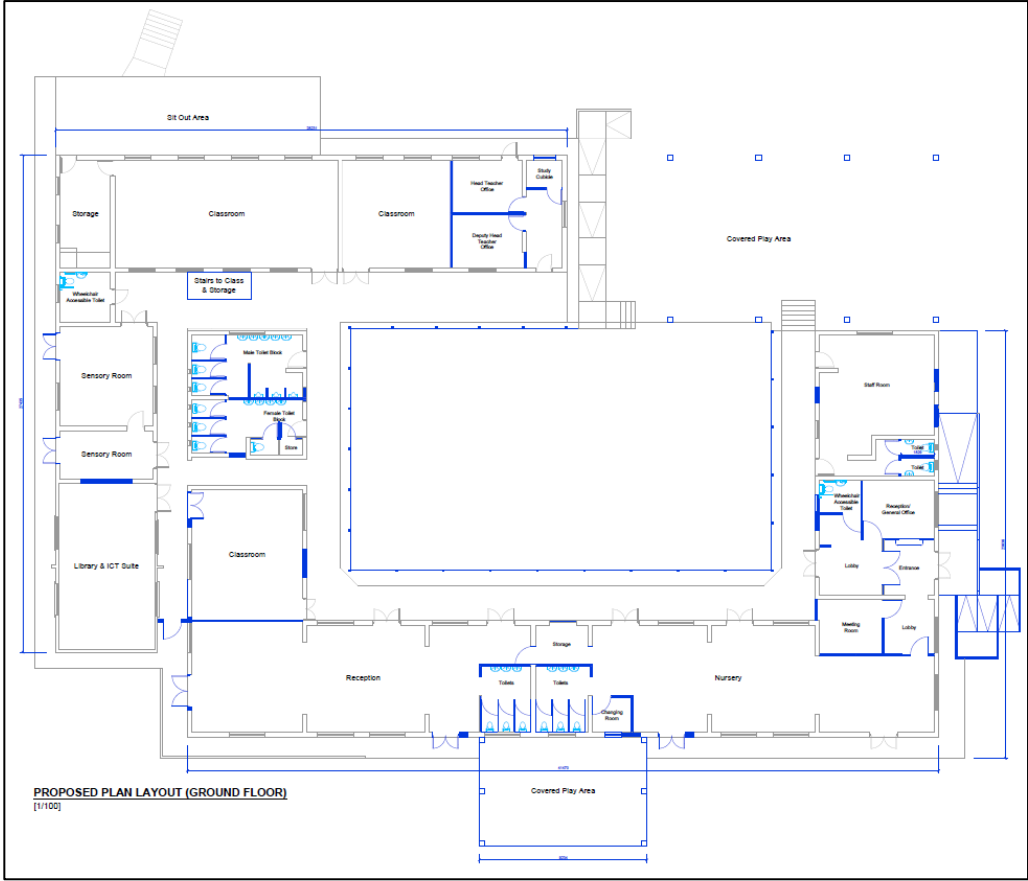 Sit Out Area
Head Teacher
Office
Study
Cubicle
Storage
Classroom
Classroom
Deputy Head
Teacher
Office
Covered Play Area
Stairs to Class
& Storage
Wheelchair
Accessible Toilet
Male Toilet Block
Sensory Room
Staff Room
Female Toilet
Block
Store
Sensory Room
Toilet
Toilet
Wheelchair
Accessible
Toilet
Reception/
General Office
Classroom
Library & ICT Suite
Lobby
Entrance
Meeting
Room
Lobby
Storage
Reception
Toilets
Toilets
Nursery
Changing
Room
Covered Play Area
PROPOSED PLAN LAYOUT (GROUND FLOOR)
[1/100]